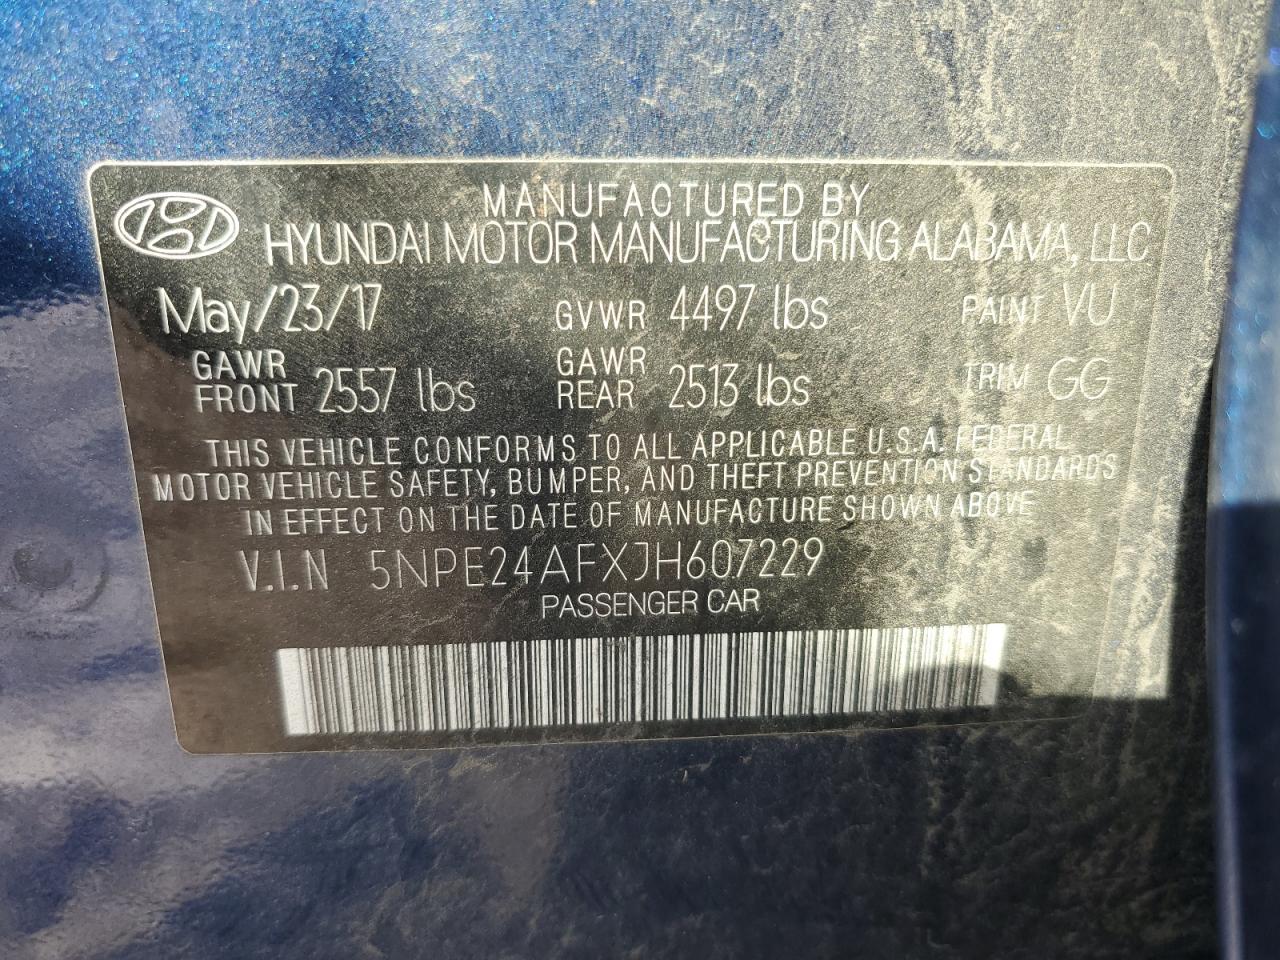 MANUFACTURED BY
HYUNDAI MOTOR MANUFACTURING ALABAMA, LLC
May/23/17 GVWR 4497 lbs PAINT VU
GAWR FRONT 2557 lbs GAWR REAR 2513 lbs TRIM GG
THIS VEHICLE CONFORMS TO ALL APPLICABLE U.S.A. FEDERAL
MOTOR VEHICLE SAFETY, BUMPER, AND THEFT PREVENTION STANDARDS
IN EFFECT ON THE DATE OF MANUFACTURE SHOWN ABOVE
V.I.N 5NPE24AFXJH607229
PASSENGER CAR